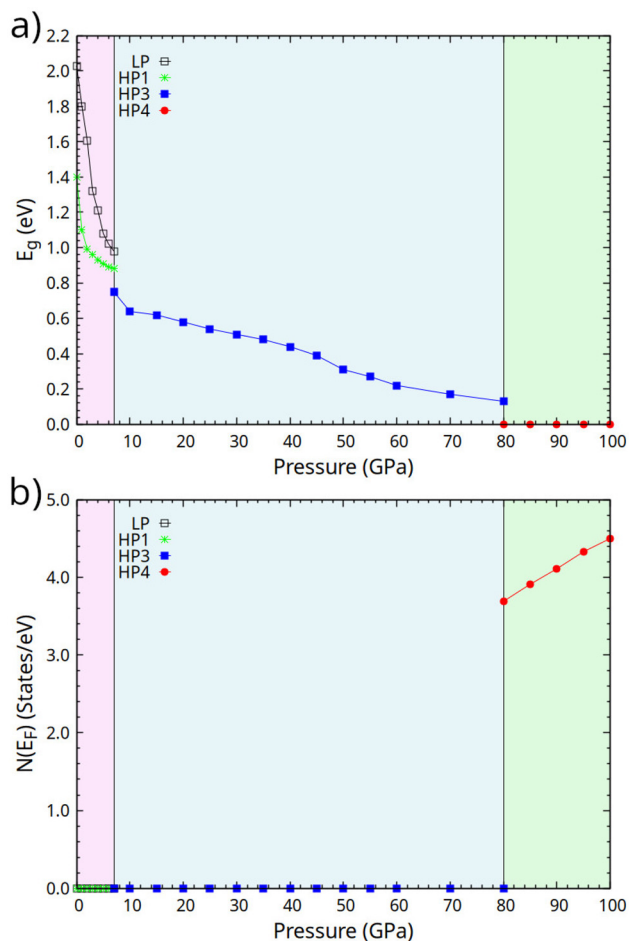 a)
2.2
2.0
1.8
1.6
1.4
1.2
1.0
0.8
0.6
0.4
0.2
0.0
E_g (eV)
LP
HP1
HP3
HP4
0 10 20 30 40 50 60 70 80 90 100
Pressure (GPa)
b)
5.0
4.0
3.0
2.0
1.0
0.0
N(E_F) (States/eV)
LP
HP1
HP3
HP4
0 10 20 30 40 50 60 70 80 90 100
Pressure (GPa)